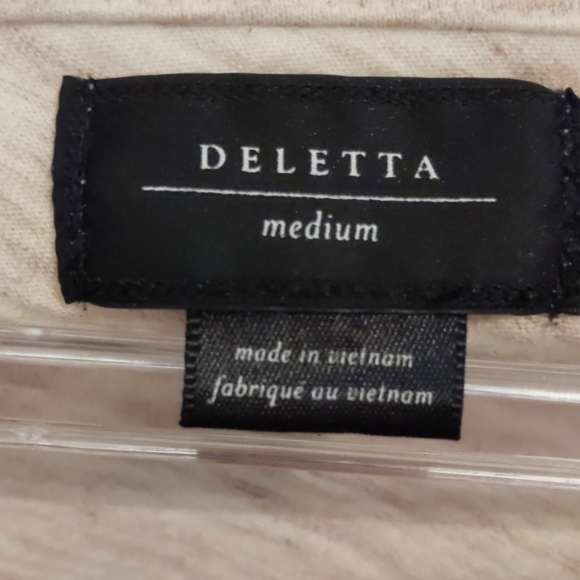 DELETTA
medium
made in vietnam
fabriqué au vietnam